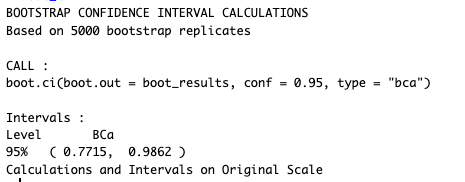 BOOTSTRAP CONFIDENCE INTERVAL CALCULATIONS
Based on 5000 bootstrap replicates
CALL :
boot.ci(boot.out = boot_results, conf = 0.95, type = "bca")
Intervals :
Level      BCa
95%   ( 0.7715,  0.9862 )
Calculations and Intervals on Original Scale